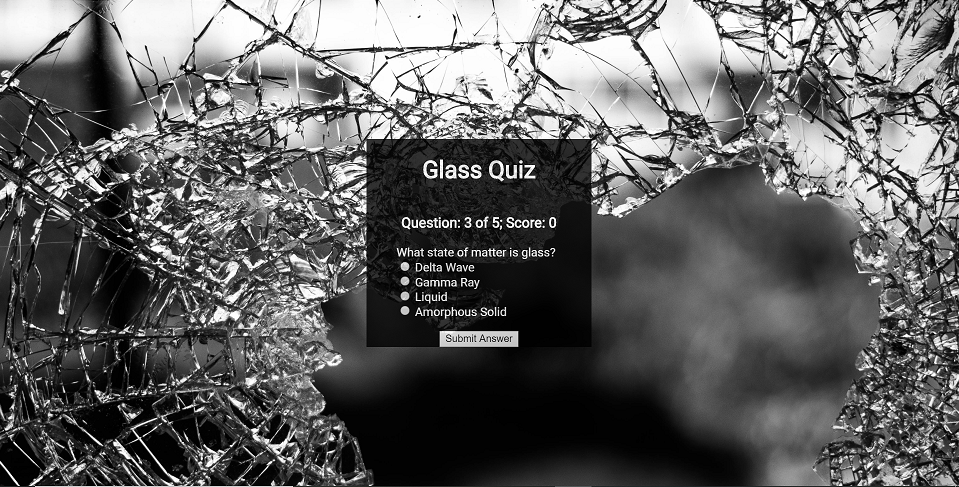 Glass Quiz
Question: 3 of 5; Score: 0
What state of matter is glass?
Delta Wave
Gamma Ray
Liquid
Amorphous Solid
Submit Answer